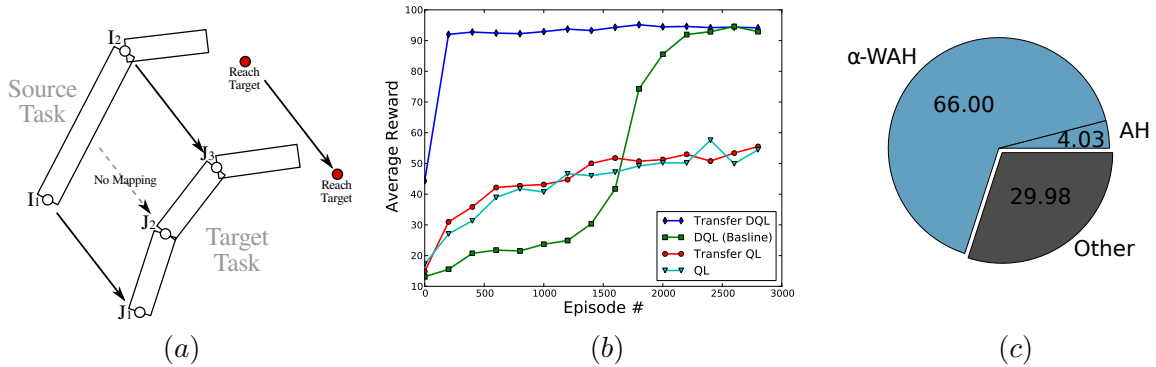 I2
Source
Task
Reach
Target
No Mapping
I1
J3
Reach
Target
J2
Target
Task
J1
(a)
100
90
80
70
60
50
40
30
20
10
Average Reward
0
500
1000
1500
2000
2500
3000
Episode #
Transfer DQL
DQL (Basline)
Transfer QL
QL
(b)
α-WAH
66.00
AH
4.03
29.98
Other
(c)